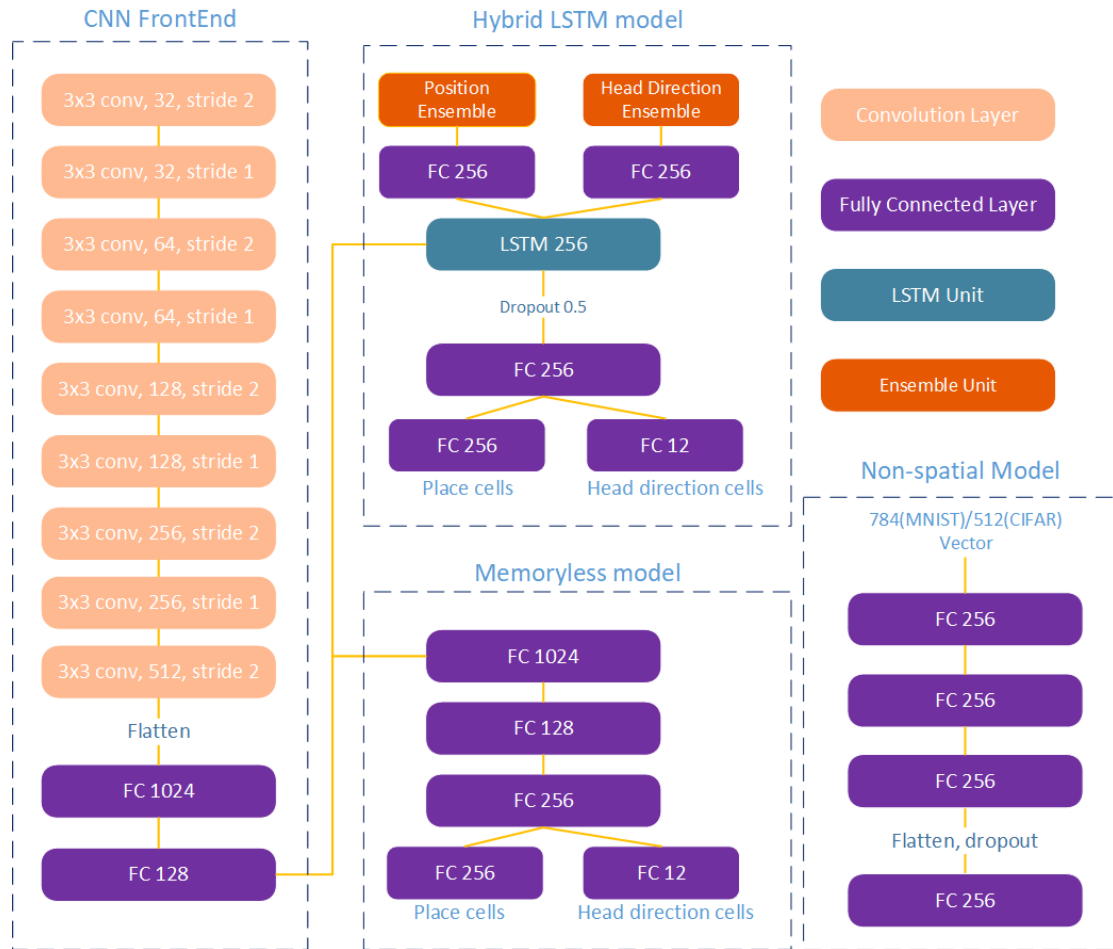 CNN FrontEnd
3x3 conv, 32, stride 2
3x3 conv, 32, stride 1
3x3 conv, 64, stride 2
3x3 conv, 64, stride 1
3x3 conv, 128, stride 2
3x3 conv, 128, stride 1
3x3 conv, 256, stride 2
3x3 conv, 256, stride 1
3x3 conv, 512, stride 2
Flatten
FC 1024
FC 128
Hybrid LSTM model
Position
Ensemble
Head Direction
Ensemble
FC 256
FC 256
LSTM 256
Dropout 0.5
FC 256
FC 256
FC 12
Place cells
Head direction cells
Memoryless model
FC 1024
FC 128
FC 256
FC 256
FC 12
Place cells
Head direction cells
Convolution Layer
Fully Connected Layer
LSTM Unit
Ensemble Unit
Non-spatial Model
784(MNIST)/512(CIFAR)
Vector
FC 256
FC 256
FC 256
Flatten, dropout
FC 256